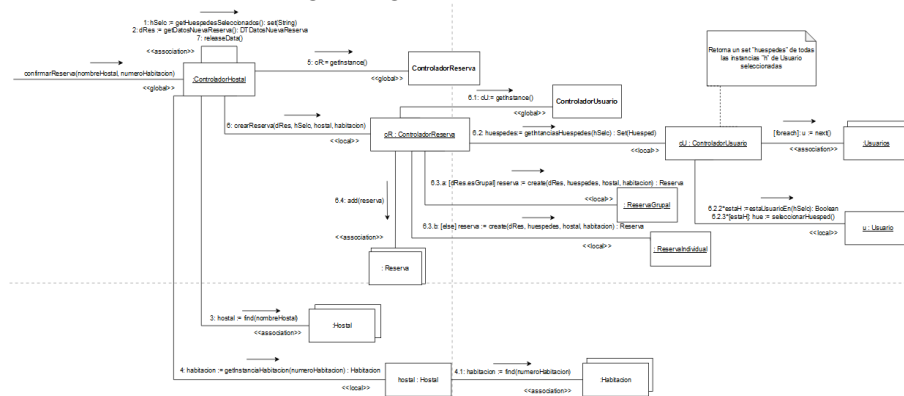 1: hSelc := getHuespedesSeleccionados(): set(String)
2: dRes := getDatosNuevaReserva(): DTDatosNuevaReserva
7: releaseData()
<<association>>
confirmarReserva(nombreHostal, numeroHabitacion)
<<global>>
:ControladorHostal
5: cR:= getInstance()
<<global>>
ControladorReserva
Retorna un set "huespedes" de todas
las instancias "h" de Usuario
seleccionadas
6.1: cU:= getInstance()
<<global>>
ControladorUsuario
6: crearReserva(dRes, hSelc, hostal, habitacion)
<<local>>
cR : ControladorReserva
6.2: huespedes:= getIntanciasHuespedes(hSelc) : Set(Huesped)
<<local>>
cU : ControladorUsuario
[foreach]: u := next()
<<association>>
:Usuarios
6.3.a: [dRes.esGrupal] reserva := create(dRes, huespedes, hostal, habitacion) : Reserva
<<local>>
: ReservaGrupal
6.4: add(reserva)
<<association>>
: Reserva
6.3.b: [else] reserva := create(dRes, huespedes, hostal, habitacion) : Reserva
<<local>>
: ReservaIndividual
6.2.2*estaH :=estaUsuarioEn(hSelc): Boolean
6.2.3*[estaH]: hue := seleccionarHuesped()
<<local>>
u : Usuario
3: hostal := find(nombreHostal)
<<association>>
:Hostal
4: habitacion := getInstanciaHabitacion(numeroHabitacion) : Habitacion
<<local>>
hostal : Hostal
4.1: habitacion := find(numeroHabitacion)
<<association>>
:Habitacion